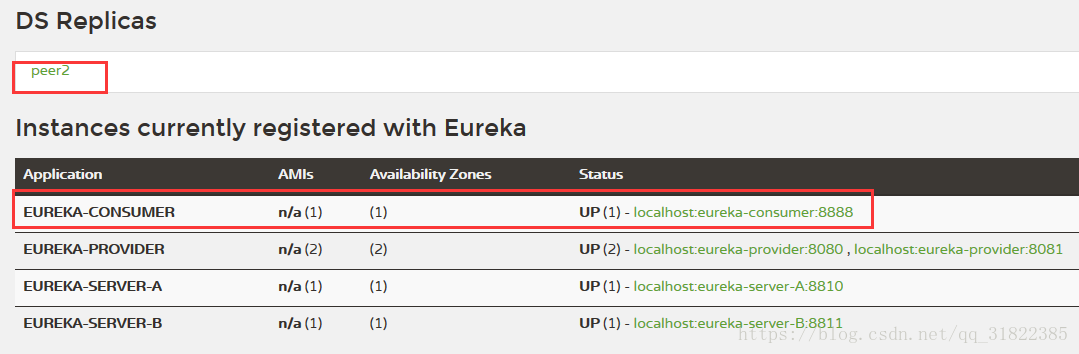 DS Replicas
peer2
Instances currently registered with Eureka
Application AMIs Availability Zones Status
EUREKA-CONSUMER n/a (1) (1) UP (1) - localhost:eureka-consumer:8888
EUREKA-PROVIDER n/a (2) (2) UP (2) - localhost:eureka-provider:8080 , localhost:eureka-provider:8081
EUREKA-SERVER-A n/a (1) (1) UP (1) - localhost:eureka-server-A:8810
EUREKA-SERVER-B n/a (1) (1) UP (1) - localhost:eureka-server-B:8811
https://blog.csdn.net/qq_31822385